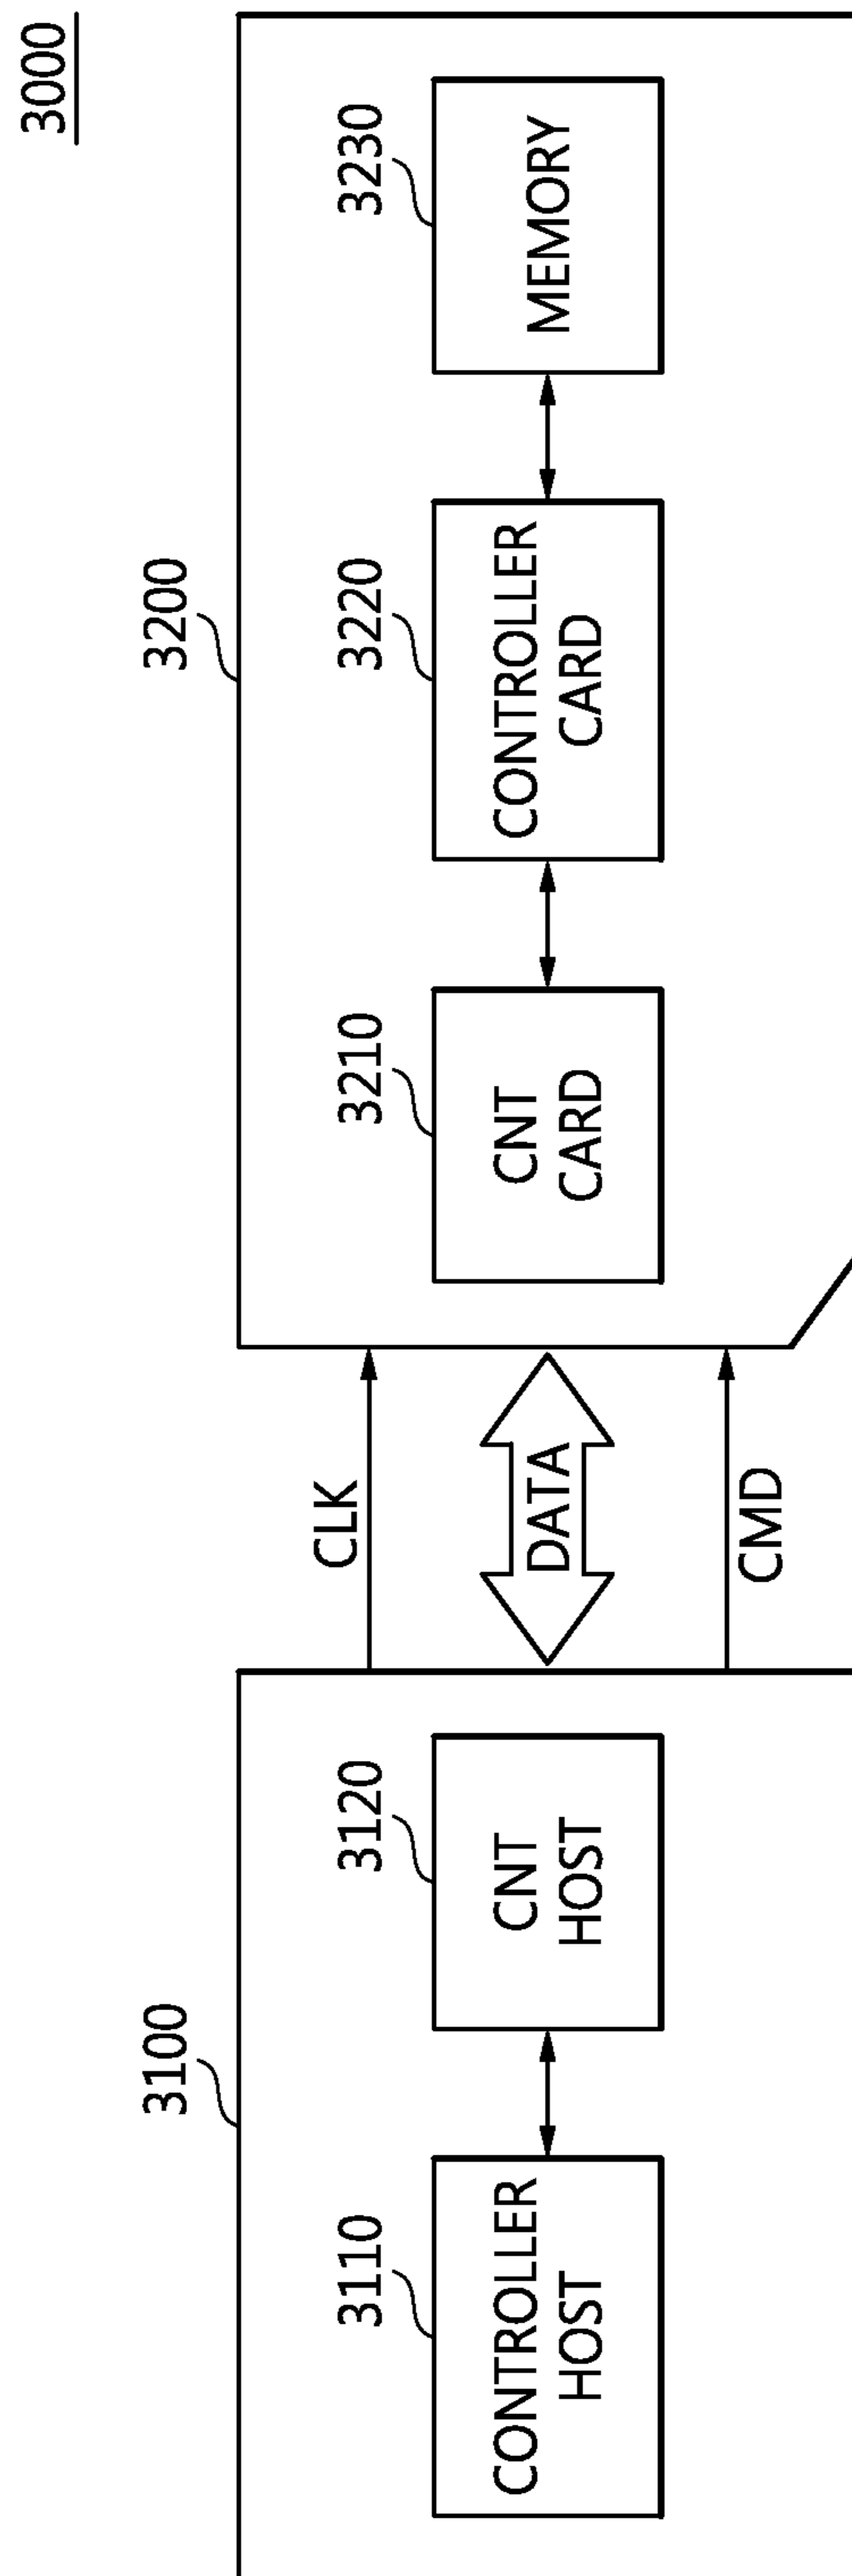 3000
3100
3110
CONTROLLER
HOST
3120
CNT
HOST
CLK
DATA
CMD
3200
3210
CNT
CARD
3220
CONTROLLER
CARD
3230
MEMORY